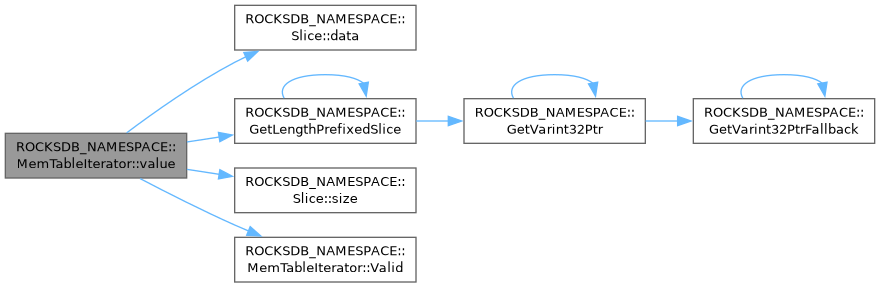 ROCKSDB_NAMESPACE::
MemTableIterator::value
ROCKSDB_NAMESPACE::
Slice::data
ROCKSDB_NAMESPACE::
GetLengthPrefixedSlice
ROCKSDB_NAMESPACE::
GetVarint32Ptr
ROCKSDB_NAMESPACE::
GetVarint32PtrFallback
ROCKSDB_NAMESPACE::
Slice::size
ROCKSDB_NAMESPACE::
MemTableIterator::Valid